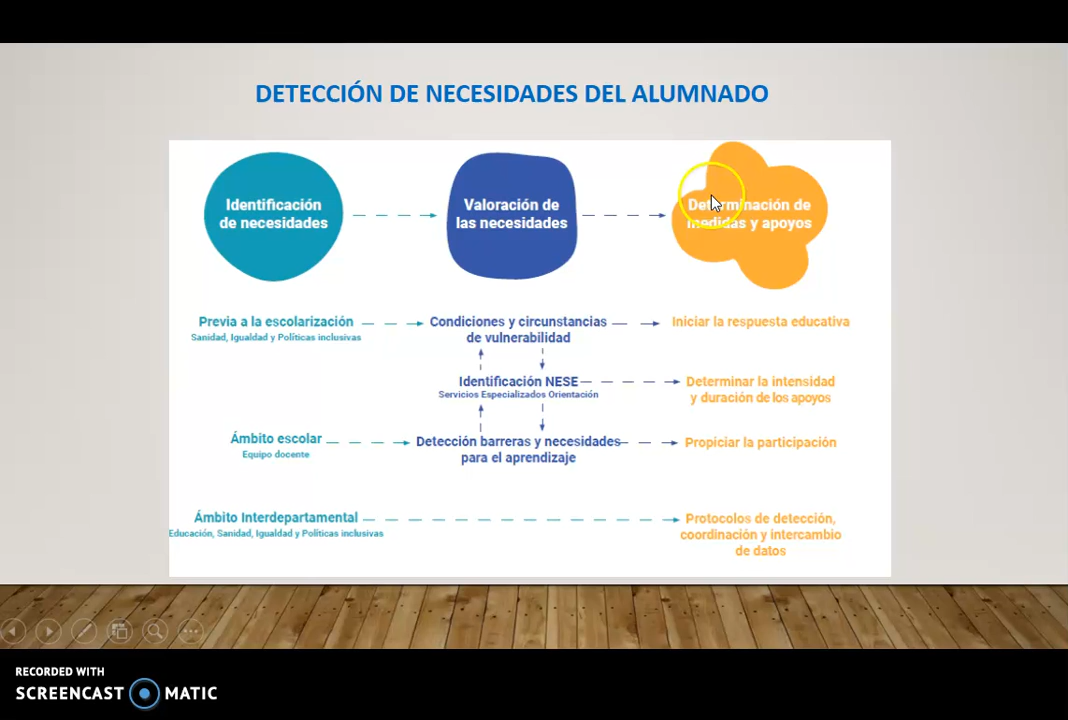 DETECCIÓN DE NECESIDADES DEL ALUMNADO
Identificación
de necesidades
Valoración de
las necesidades
Determinación de
medidas y apoyos
Previa a la escolarización
Sanidad, Igualdad y Políticas inclusivas
Condiciones y circunstancias
de vulnerabilidad
Iniciar la respuesta educativa
Identificación NESE
Servicios Especializados Orientación
Determinar la intensidad
y duración de los apoyos
Ámbito escolar
Equipo docente
Detección barreras y necesidades
para el aprendizaje
Propiciar la participación
Ámbito Interdepartamental
Educación, Sanidad, Igualdad y Políticas inclusivas
Protocolos de detección,
coordinación y intercambio
de datos
RECORDED WITH
SCREENCAST MATIC